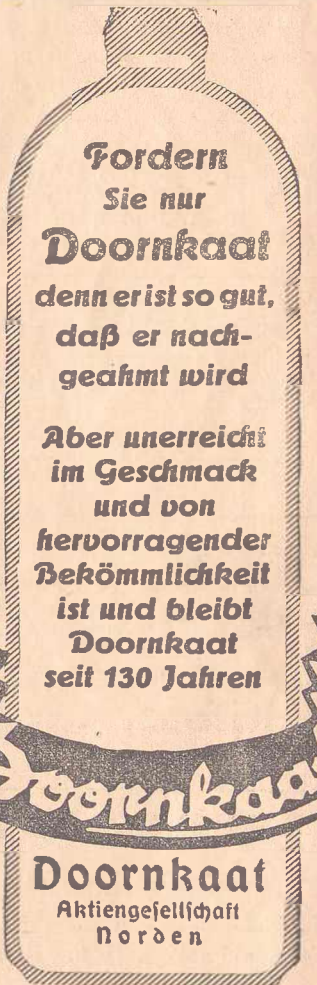 Fordern
Sie nur
Doornkaat
denn er ist so gut,
daß er nach-
geahmt wird
Aber unerreicht
im Geschmack
und von
hervorragender
Bekömmlichkeit
ist und bleibt
Doornkaat
seit 130 Jahren
Doornkaat
Doornkaat
Aktiengeſellſchaft
Norden